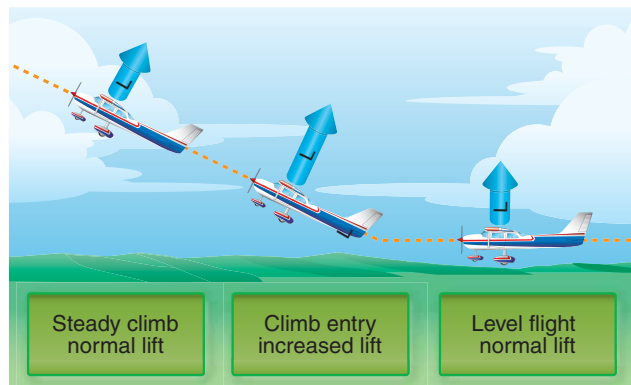 L
L
L
Steady climb
normal lift
Climb entry
increased lift
Level flight
normal lift